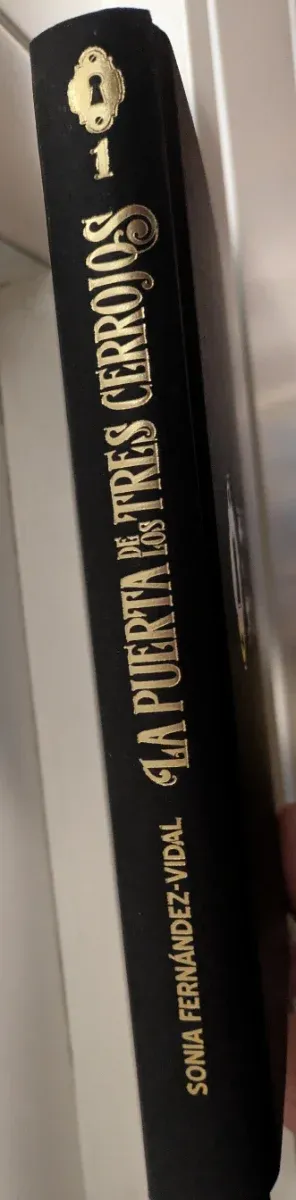 1
LA PUERTA DE LOS TRES CERROJOS
SONIA FERNÁNDEZ-VIDAL